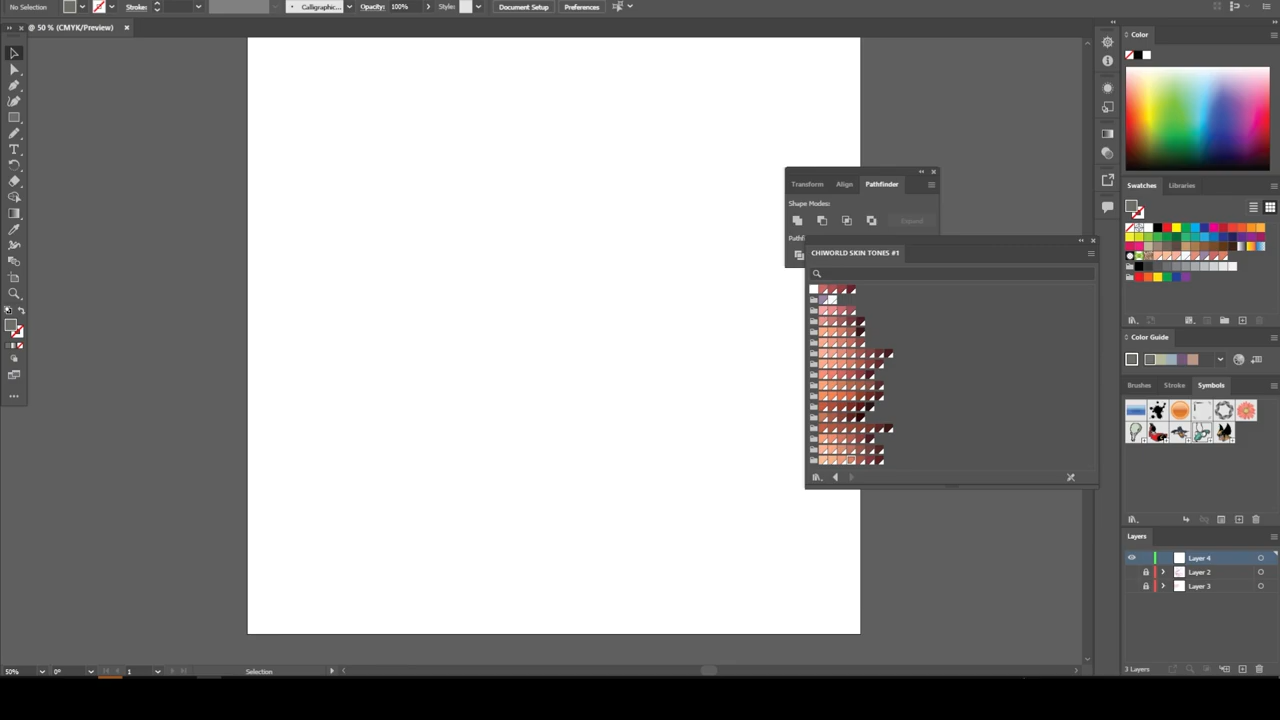 No Selection
Stroke:
Calligraphic...
Opacity:
100%
Style:
Document Setup
Preferences
@ 50 % (CMYK/Preview)
Color
Transform
Align
Pathfinder
Shape Modes:
Expand
Pathfi
CHIWORLD SKIN TONES #1
Swatches
Libraries
Color Guide
Brushes
Stroke
Symbols
Layers
Layer 4
Layer 2
Layer 3
3 Layers
50%
0°
1
Selection